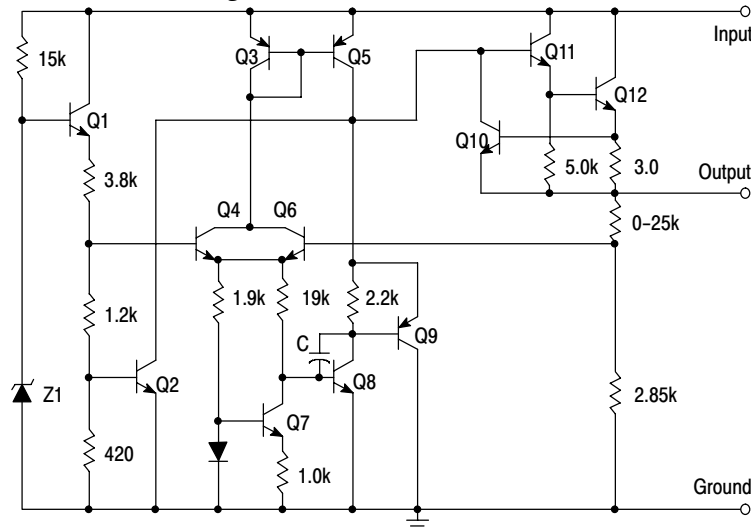 Input
15k
Q3
Q5
Q11
Q12
Q1
Q10
3.8k
5.0k
3.0
Output
Q4
Q6
0–25k
1.9k
19k
2.2k
1.2k
C
Q9
Z1
Q2
Q8
2.85k
Q7
420
1.0k
Ground